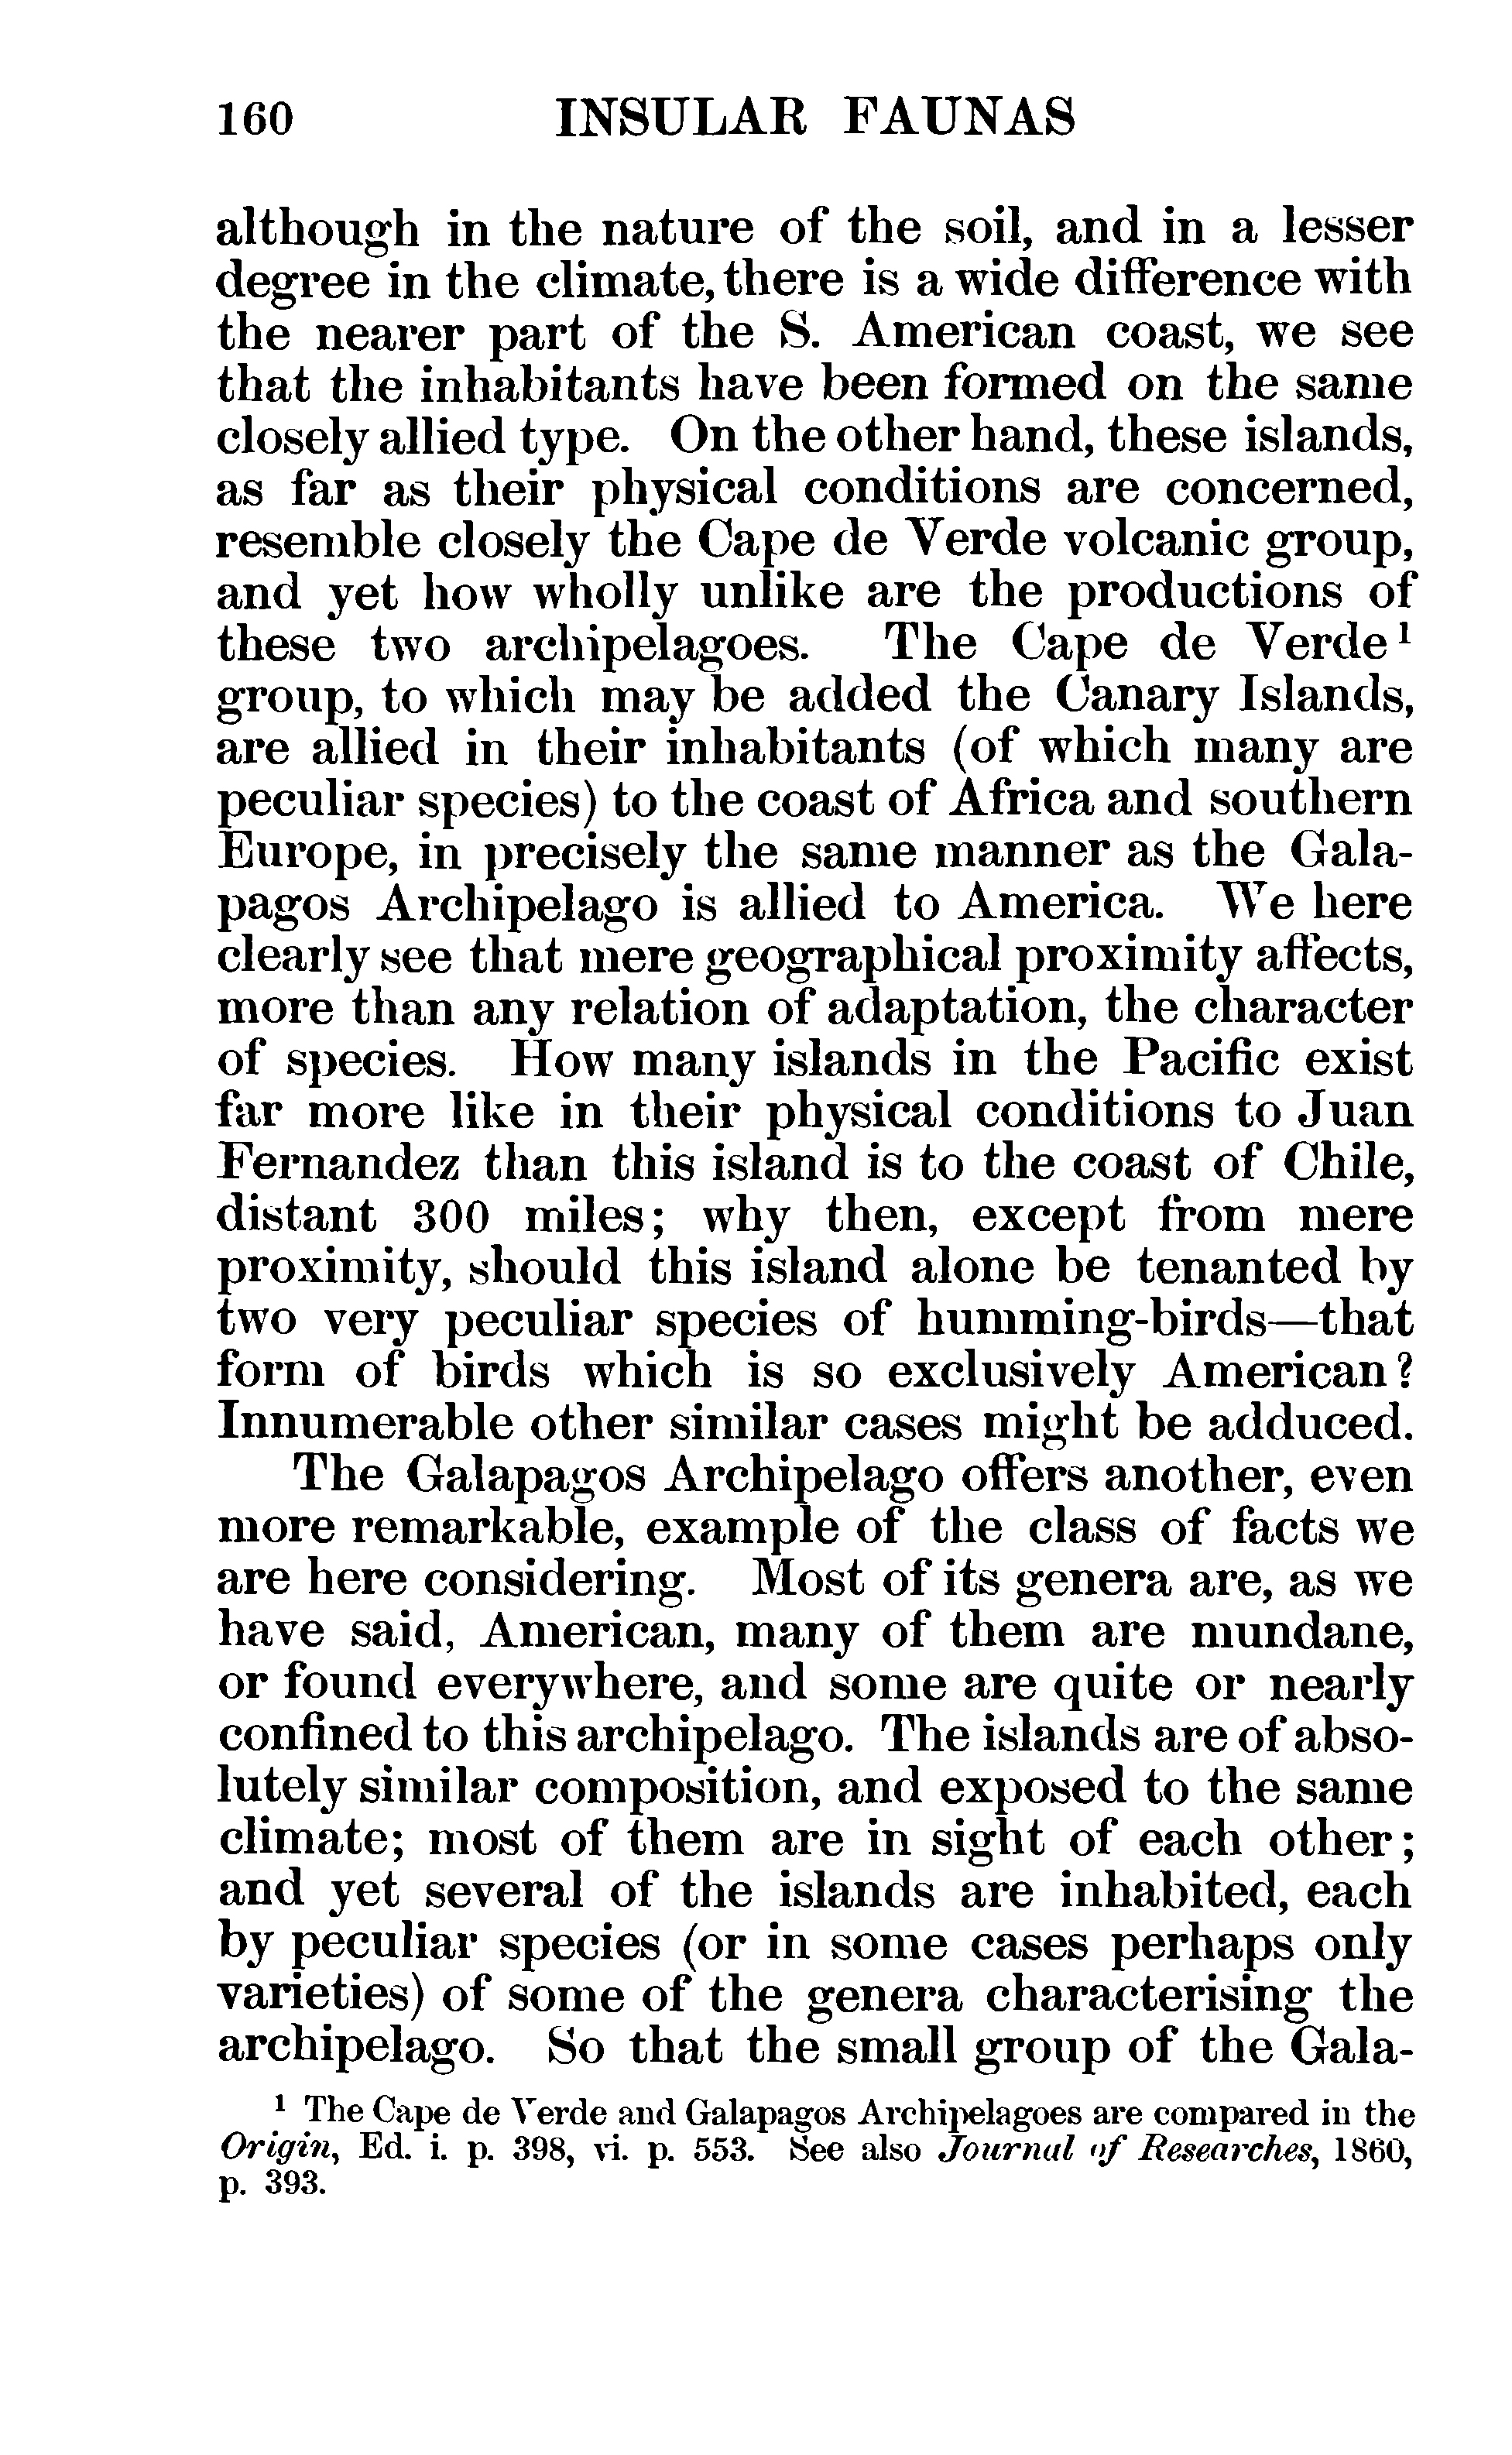 160 INSULAR FAUNAS
although in the nature of the soil, and in a lesser
degree in the climate, there is a wide difference with
the nearer part of the S. American coast, we see
that the inhabitants have been formed on the same
closely allied type. On the other hand, these islands,
as far as their physical conditions are concerned,
resemble closely the Cape de Verde volcanic group,
and yet how wholly unlike are the productions of
these two archipelagoes. The Cape de Verde¹
group, to which may be added the Canary Islands,
are allied in their inhabitants (of which many are
peculiar species) to the coast of Africa and southern
Europe, in precisely the same manner as the Gala-
pagos Archipelago is allied to America. We here
clearly see that mere geographical proximity affects,
more than any relation of adaptation, the character
of species. How many islands in the Pacific exist
far more like in their physical conditions to Juan
Fernandez than this island is to the coast of Chile,
distant 300 miles; why then, except from mere
proximity, should this island alone be tenanted by
two very peculiar species of humming-birds—that
form of birds which is so exclusively American?
Innumerable other similar cases might be adduced.
The Galapagos Archipelago offers another, even
more remarkable, example of the class of facts we
are here considering. Most of its genera are, as we
have said, American, many of them are mundane,
or found everywhere, and some are quite or nearly
confined to this archipelago. The islands are of abso-
lutely similar composition, and exposed to the same
climate; most of them are in sight of each other;
and yet several of the islands are inhabited, each
by peculiar species (or in some cases perhaps only
varieties) of some of the genera characterising the
archipelago. So that the small group of the Gala-
¹ The Cape de Verde and Galapagos Archipelagoes are compared in the
Origin, Ed. i. p. 398, vi. p. 553. See also Journal of Researches, 1860,
p. 393.